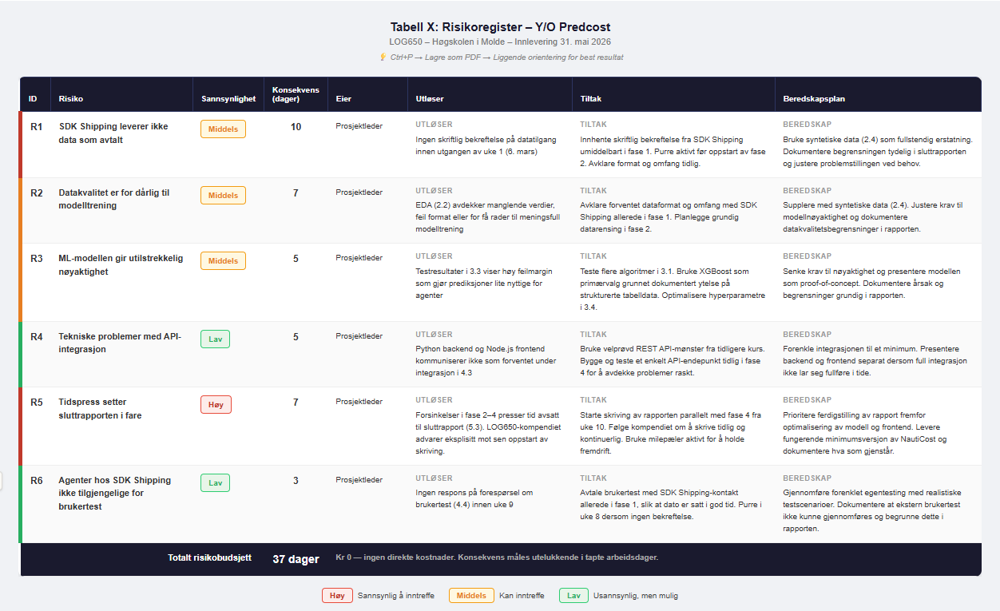 Tabell X: Risikoregister – Y/O Predcost
LOG650 – Høgskolen i Molde – Innlevering 31. mai 2026
⚡ Ctrl+P → Lagre som PDF → Liggende orientering for best resultat
ID Risiko Sannsynlighet Konsekvens (dager) Eier Utløser Tiltak Beredskapsplan
R1
SDK Shipping leverer ikke
data som avtalt
Middels
10
Prosjektleder
UTLØSER
Ingen skriftlig bekreftelse på datatilgang
innen utgangen av uke 1 (6. mars)
TILTAK
Innhente skriftlig bekreftelse fra SDK Shipping
umiddelbart i fase 1. Purre aktivt før oppstart av fase
2. Avklare format og omfang tidlig.
BEREDSKAP
Bruke syntetiske data (2.4) som fullstendig erstatning.
Dokumentere begrensningen tydelig i sluttrapporten
og justere problemstillingen ved behov.
R2
Datakvalitet er for dårlig til
modelltrening
Middels
7
Prosjektleder
UTLØSER
EDA (2.2) avdekker manglende verdier,
feil format eller for få rader til meningsfull
modelltrening
TILTAK
Avklare forventet dataformat og omfang med SDK
Shipping allerede i fase 1. Planlegge grundig
datarensing i fase 2.
BEREDSKAP
Supplere med syntetiske data (2.4). Justere krav til
modellnøyaktighet og dokumentere
datakvalitetsbegrensninger i rapporten.
R3
ML-modellen gir utilstrekkelig
nøyaktighet
Middels
5
Prosjektleder
UTLØSER
Testresultater i 3.3 viser høy feilmargin
som gjør prediksjoner lite nyttige for
agenter
TILTAK
Teste flere algoritmer i 3.1. Bruke XGBoost som
primærvalg grunnet dokumentert ytelse på
strukturerte tabelldata. Optimalisere hyperparametre
i 3.4.
BEREDSKAP
Senke krav til nøyaktighet og presentere modellen
som proof-of-concept. Dokumentere årsak og
begrensninger grundig i rapporten.
R4
Tekniske problemer med API-
integrasjon
Lav
5
Prosjektleder
UTLØSER
Python backend og Node.js frontend
kommuniserer ikke som forventet under
integrasjon i 4.3
TILTAK
Bruke velprøvd REST API-mønster fra tidligere kurs.
Bygge og teste et enkelt API-endepunkt tidlig i fase
4 for å avdekke problemer raskt.
BEREDSKAP
Forenkle integrasjonen til et minimum. Presentere
backend og frontend separat dersom full integrasjon
ikke lar seg fullføre i tide.
R5
Tidspress setter
sluttrapporten i fare
Høy
7
Prosjektleder
UTLØSER
Forsinkelser i fase 2–4 presser tid avsatt
til sluttrapport (5.3). LOG650-kompendiet
advarer eksplisitt mot sen oppstart av
skriving.
TILTAK
Starte skriving av rapporten parallelt med fase 4 fra
uke 10. Følge kompendiet om å skrive tidlig og
kontinuerlig. Bruke milepæler aktivt for å holde
fremdrift.
BEREDSKAP
Prioritere ferdigstilling av rapport fremfor
optimalisering av modell og frontend. Levere
fungerende minimumsversjon av NautiCost og
dokumentere hva som gjenstår.
R6
Agenter hos SDK Shipping
ikke tilgjengelige for
brukertest
Lav
3
Prosjektleder
UTLØSER
Ingen respons på forespørsel om
brukertest (4.4) innen uke 9
TILTAK
Avtale brukertest med SDK Shipping-kontakt
allerede i fase 1, slik at dato er satt i god tid. Purre i
uke 8 dersom ingen bekreftelse.
BEREDSKAP
Gjennomføre forenklet egentesting med realistiske
testscenarioer. Dokumentere at ekstern brukertest
ikke kunne gjennomføres og begrunne dette i
rapporten.
Totalt risikobudsjett 37 dager Kr 0 — ingen direkte kostnader. Konsekvens måles utelukkende i tapte arbeidsdager.
Høy Sannsynlig å inntreffe Middels Kan inntreffe Lav Usannsynlig, men mulig